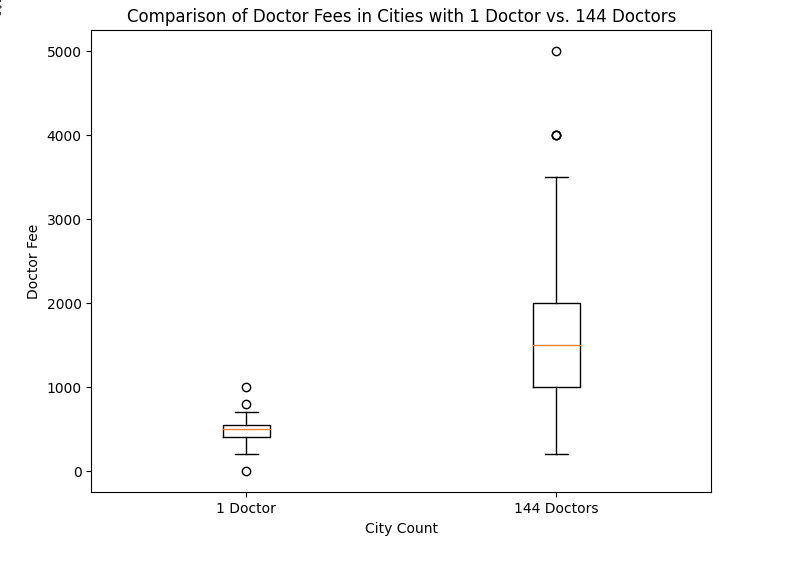 Comparison of Doctor Fees in Cities with 1 Doctor vs. 144 Doctors
5000
4000
3000
2000
1000
0
Doctor Fee
1 Doctor
144 Doctors
City Count